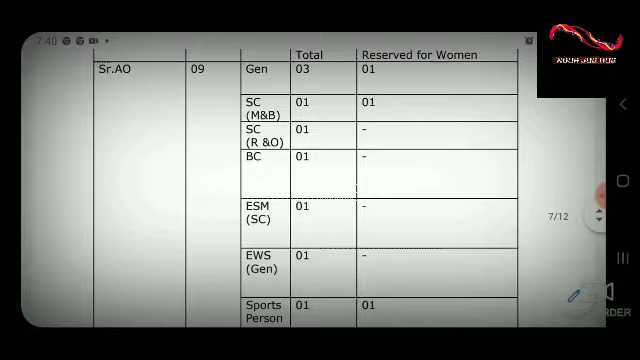 7:40
Total Reserved for Women
Sr.AO 09 Gen 03 01
SC (M&B) 01 01
SC (R &O) 01 -
BC 01 -
ESM (SC) 01 -
EWS (Gen) 01 -
Sports Person 01 01
7/12